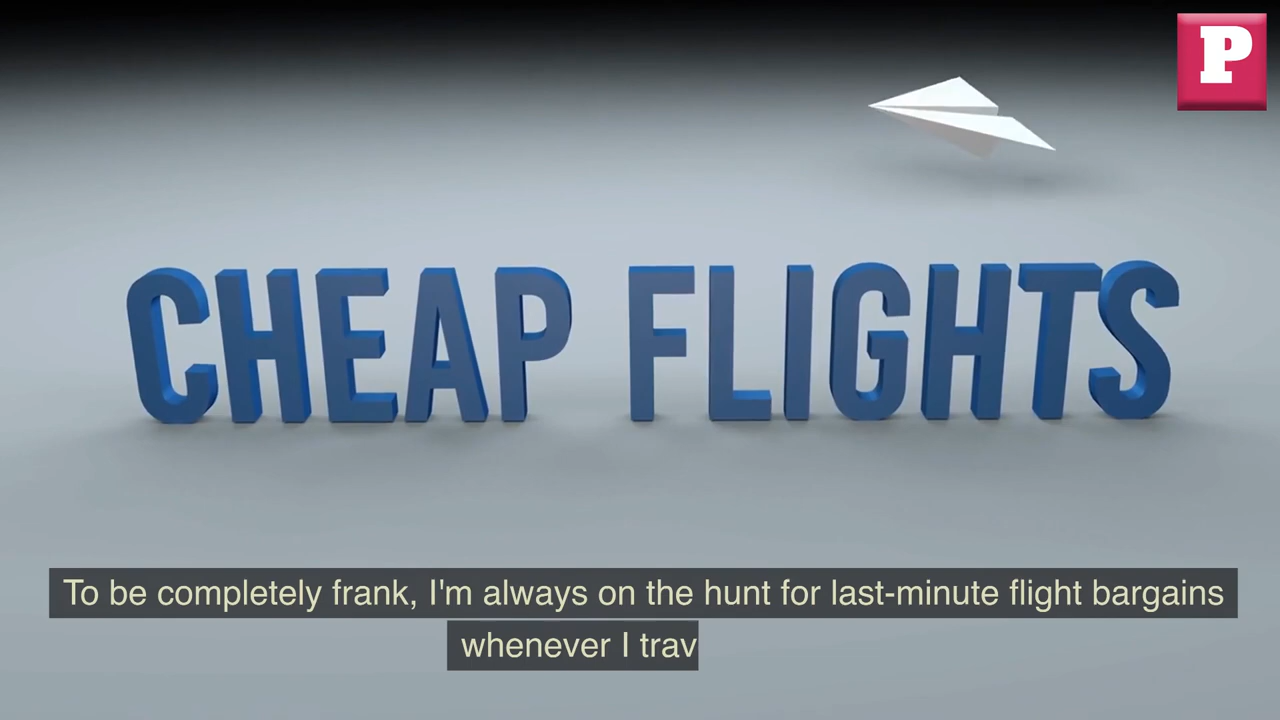 P
CHEAP FLIGHTS
To be completely frank, I'm always on the hunt for last-minute flight bargains
whenever I trav